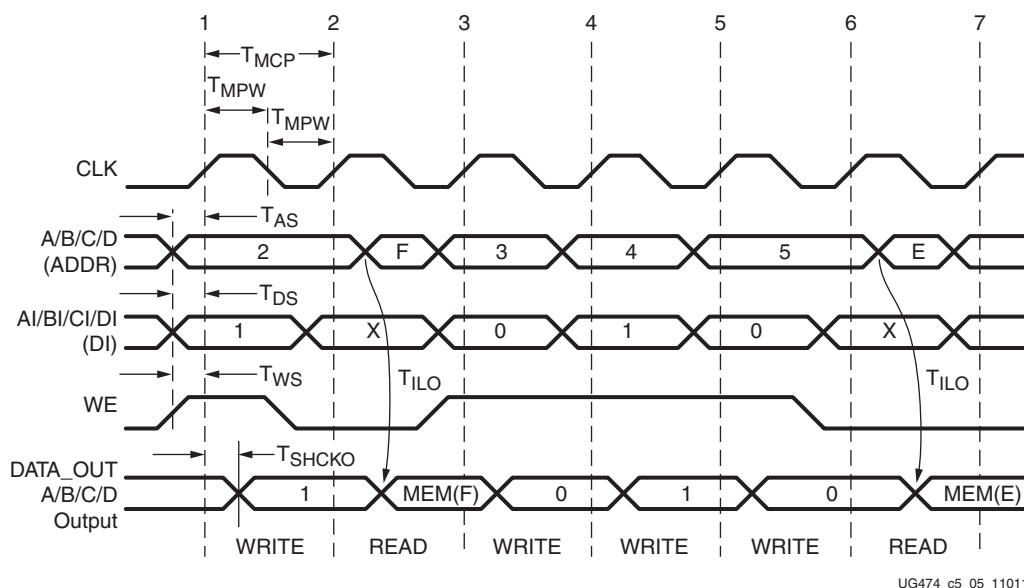 1 2 3 4 5 6 7
TMCP
TMPW
TMPW
CLK
TAS
A/B/C/D
(ADDR)
2 F 3 4 5 E
TDS
AI/BI/CI/DI
(DI)
1 X 0 1 0 X
TWS
TILO
TILO
WE
TSHCKO
DATA_OUT
A/B/C/D
Output
1 MEM(F) 0 1 0 MEM(E)
WRITE READ WRITE WRITE WRITE READ